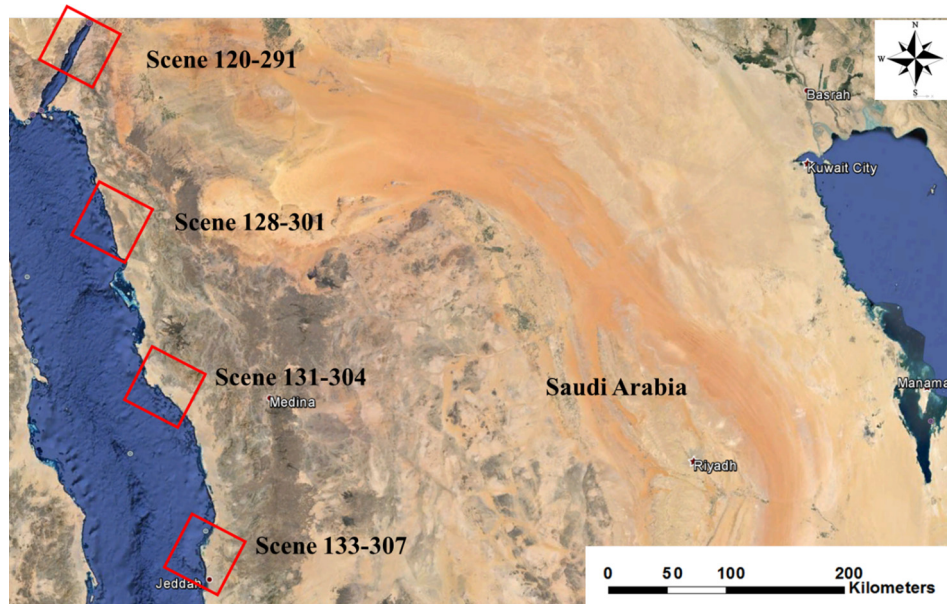 N
W
E
S
Scene 120-291
Basrah
Kuwait City
Scene 128-301
Scene 131-304
Medina
Saudi Arabia
Manama
Riyadh
Scene 133-307
Jeddah
0 50 100 200
Kilometers